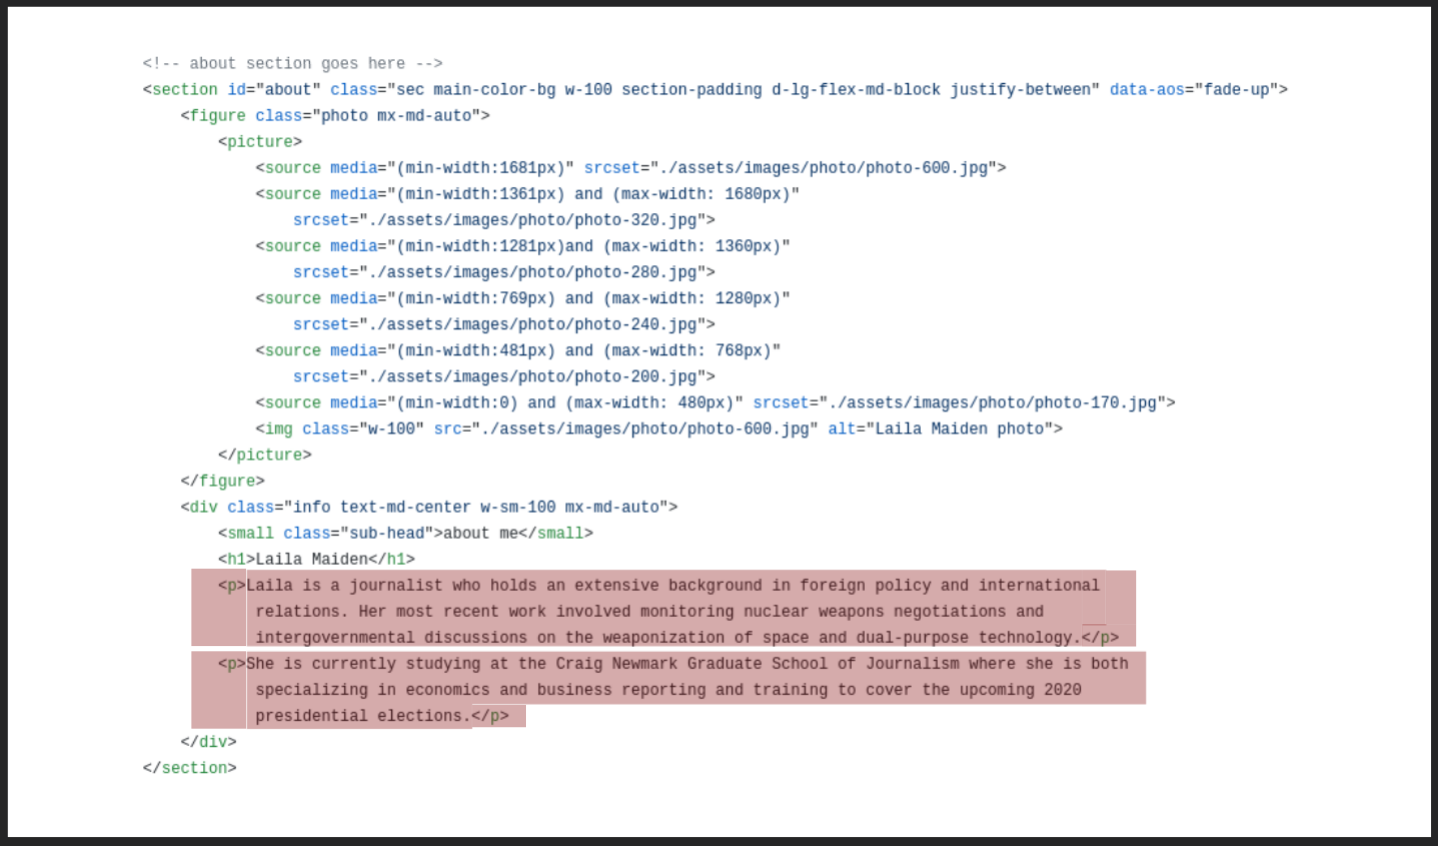 <!-- about section goes here -->
<section id="about" class="sec main-color-bg w-100 section-padding d-lg-flex-md-block justify-between" data-aos="fade-up">
<figure class="photo mx-md-auto">
<picture>
<source media="(min-width:1681px)" srcset="./assets/images/photo/photo-600.jpg">
<source media="(min-width:1361px) and (max-width: 1680px)"
srcset="./assets/images/photo/photo-320.jpg">
<source media="(min-width:1281px)and (max-width: 1360px)"
srcset="./assets/images/photo/photo-280.jpg">
<source media="(min-width:769px) and (max-width: 1280px)"
srcset="./assets/images/photo/photo-240.jpg">
<source media="(min-width:481px) and (max-width: 768px)"
srcset="./assets/images/photo/photo-200.jpg">
<source media="(min-width:0) and (max-width: 480px)" srcset="./assets/images/photo/photo-170.jpg">
<img class="w-100" src="./assets/images/photo/photo-600.jpg" alt="Laila Maiden photo">
</picture>
</figure>
<div class="info text-md-center w-sm-100 mx-md-auto">
<small class="sub-head">about me</small>
<h1>Laila Maiden</h1>
<p>Laila is a journalist who holds an extensive background in foreign policy and international
relations. Her most recent work involved monitoring nuclear weapons negotiations and
intergovernmental discussions on the weaponization of space and dual-purpose technology.</p>
<p>She is currently studying at the Craig Newmark Graduate School of Journalism where she is both
specializing in economics and business reporting and training to cover the upcoming 2020
presidential elections.</p>
</div>
</section>